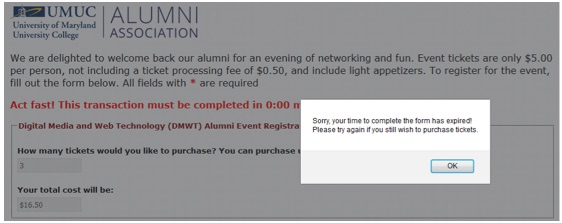 UMUC
University of Maryland
University College
ALUMNI
ASSOCIATION
We are delighted to welcome back our alumni for an evening of networking and fun. Event tickets are only $5.00
per person, not including a ticket processing fee of $0.50, and include light appetizers. To register for the event,
fill out the form below. All fields with * are required
Act fast! This transaction must be completed in 0:00 m
Sorry, your time to complete the form has expired!
Please try again if you still wish to purchase tickets.
OK
Digital Media and Web Technology (DMWT) Alumni Event Registra
How many tickets would you like to purchase? You can purchase
3
Your total cost will be:
$16.50